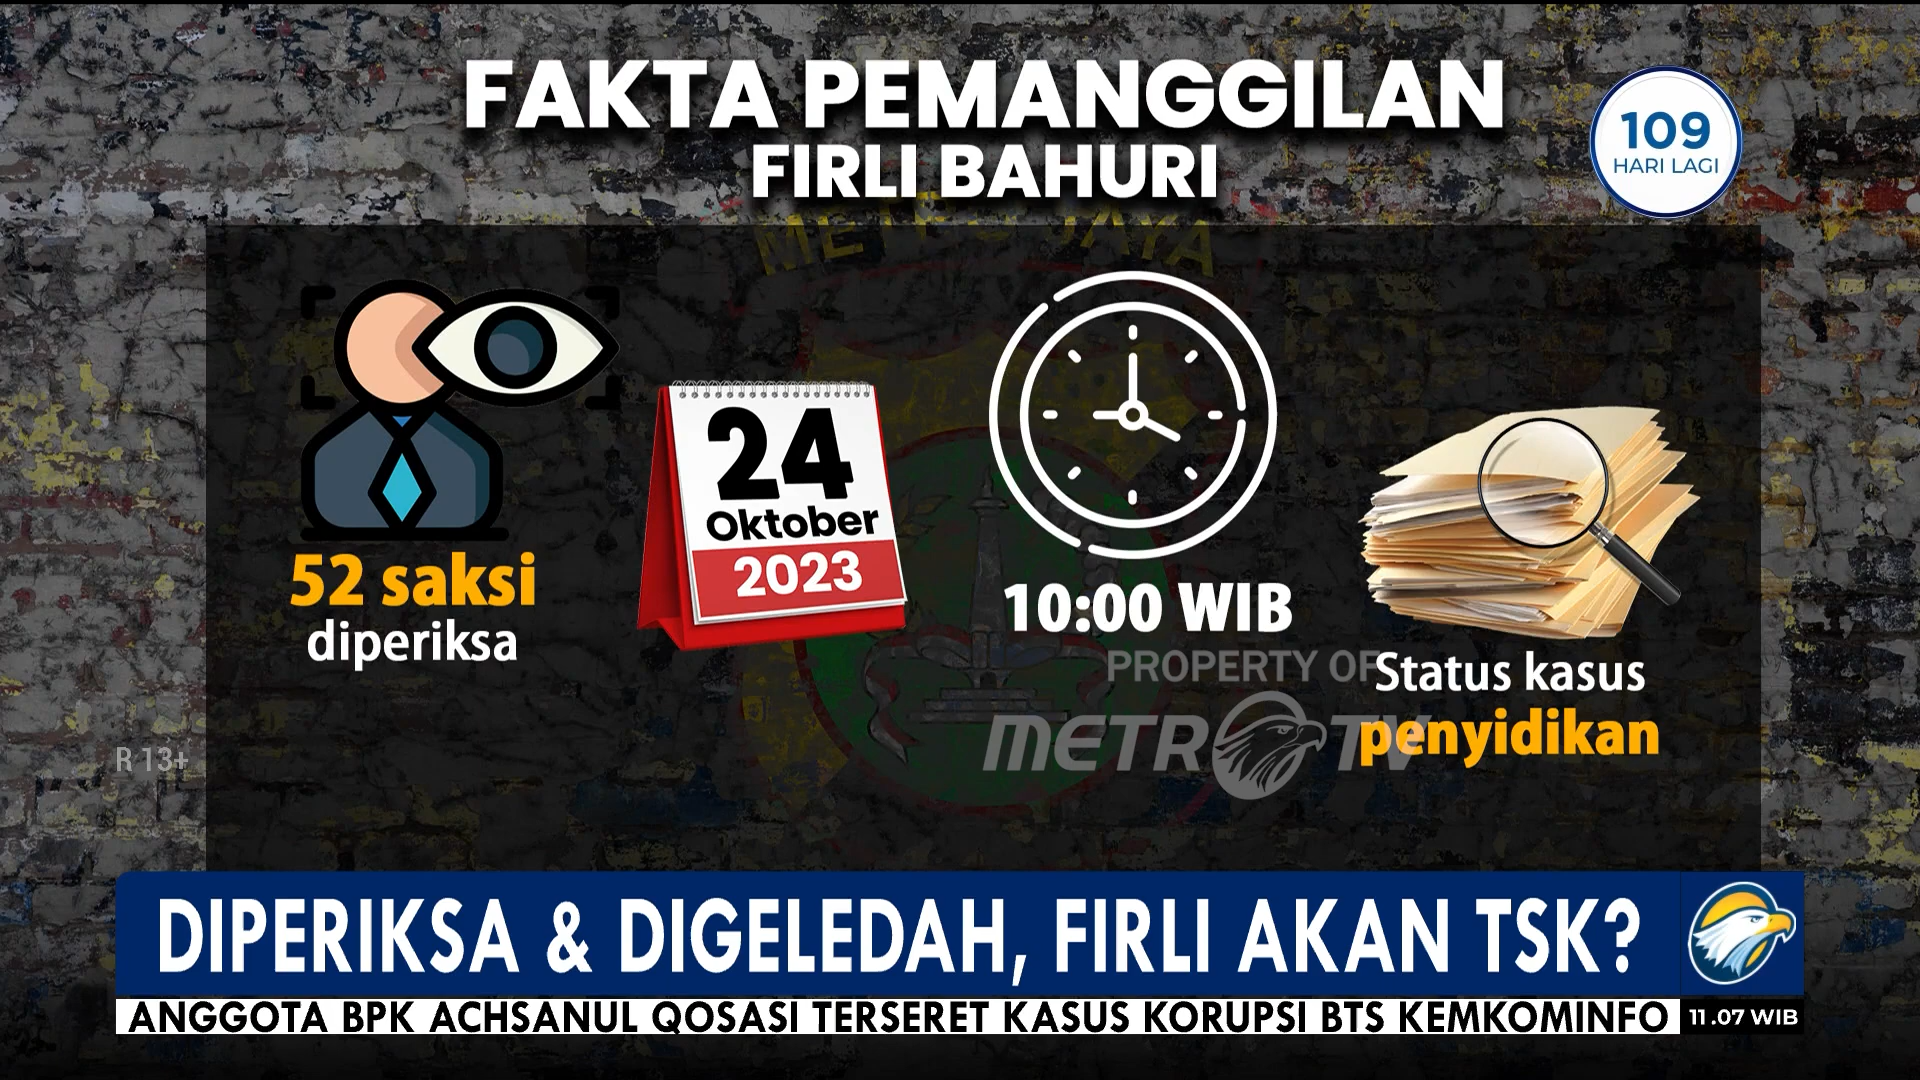 FAKTA PEMANGGILAN
FIRLI BAHURI
109
HARI LAGI
METRO JAYA
52 saksi
diperiksa
24
Oktober
2023
10:00 WIB
Status kasus
penyidikan
PROPERTY OF
METRO TV
R 13+
DIPERIKSA & DIGELEDAH, FIRLI AKAN TSK?
ANGGOTA BPK ACHSANUL QOSASI TERSERET KASUS KORUPSI BTS KEMKOMINFO
11.07 WIB